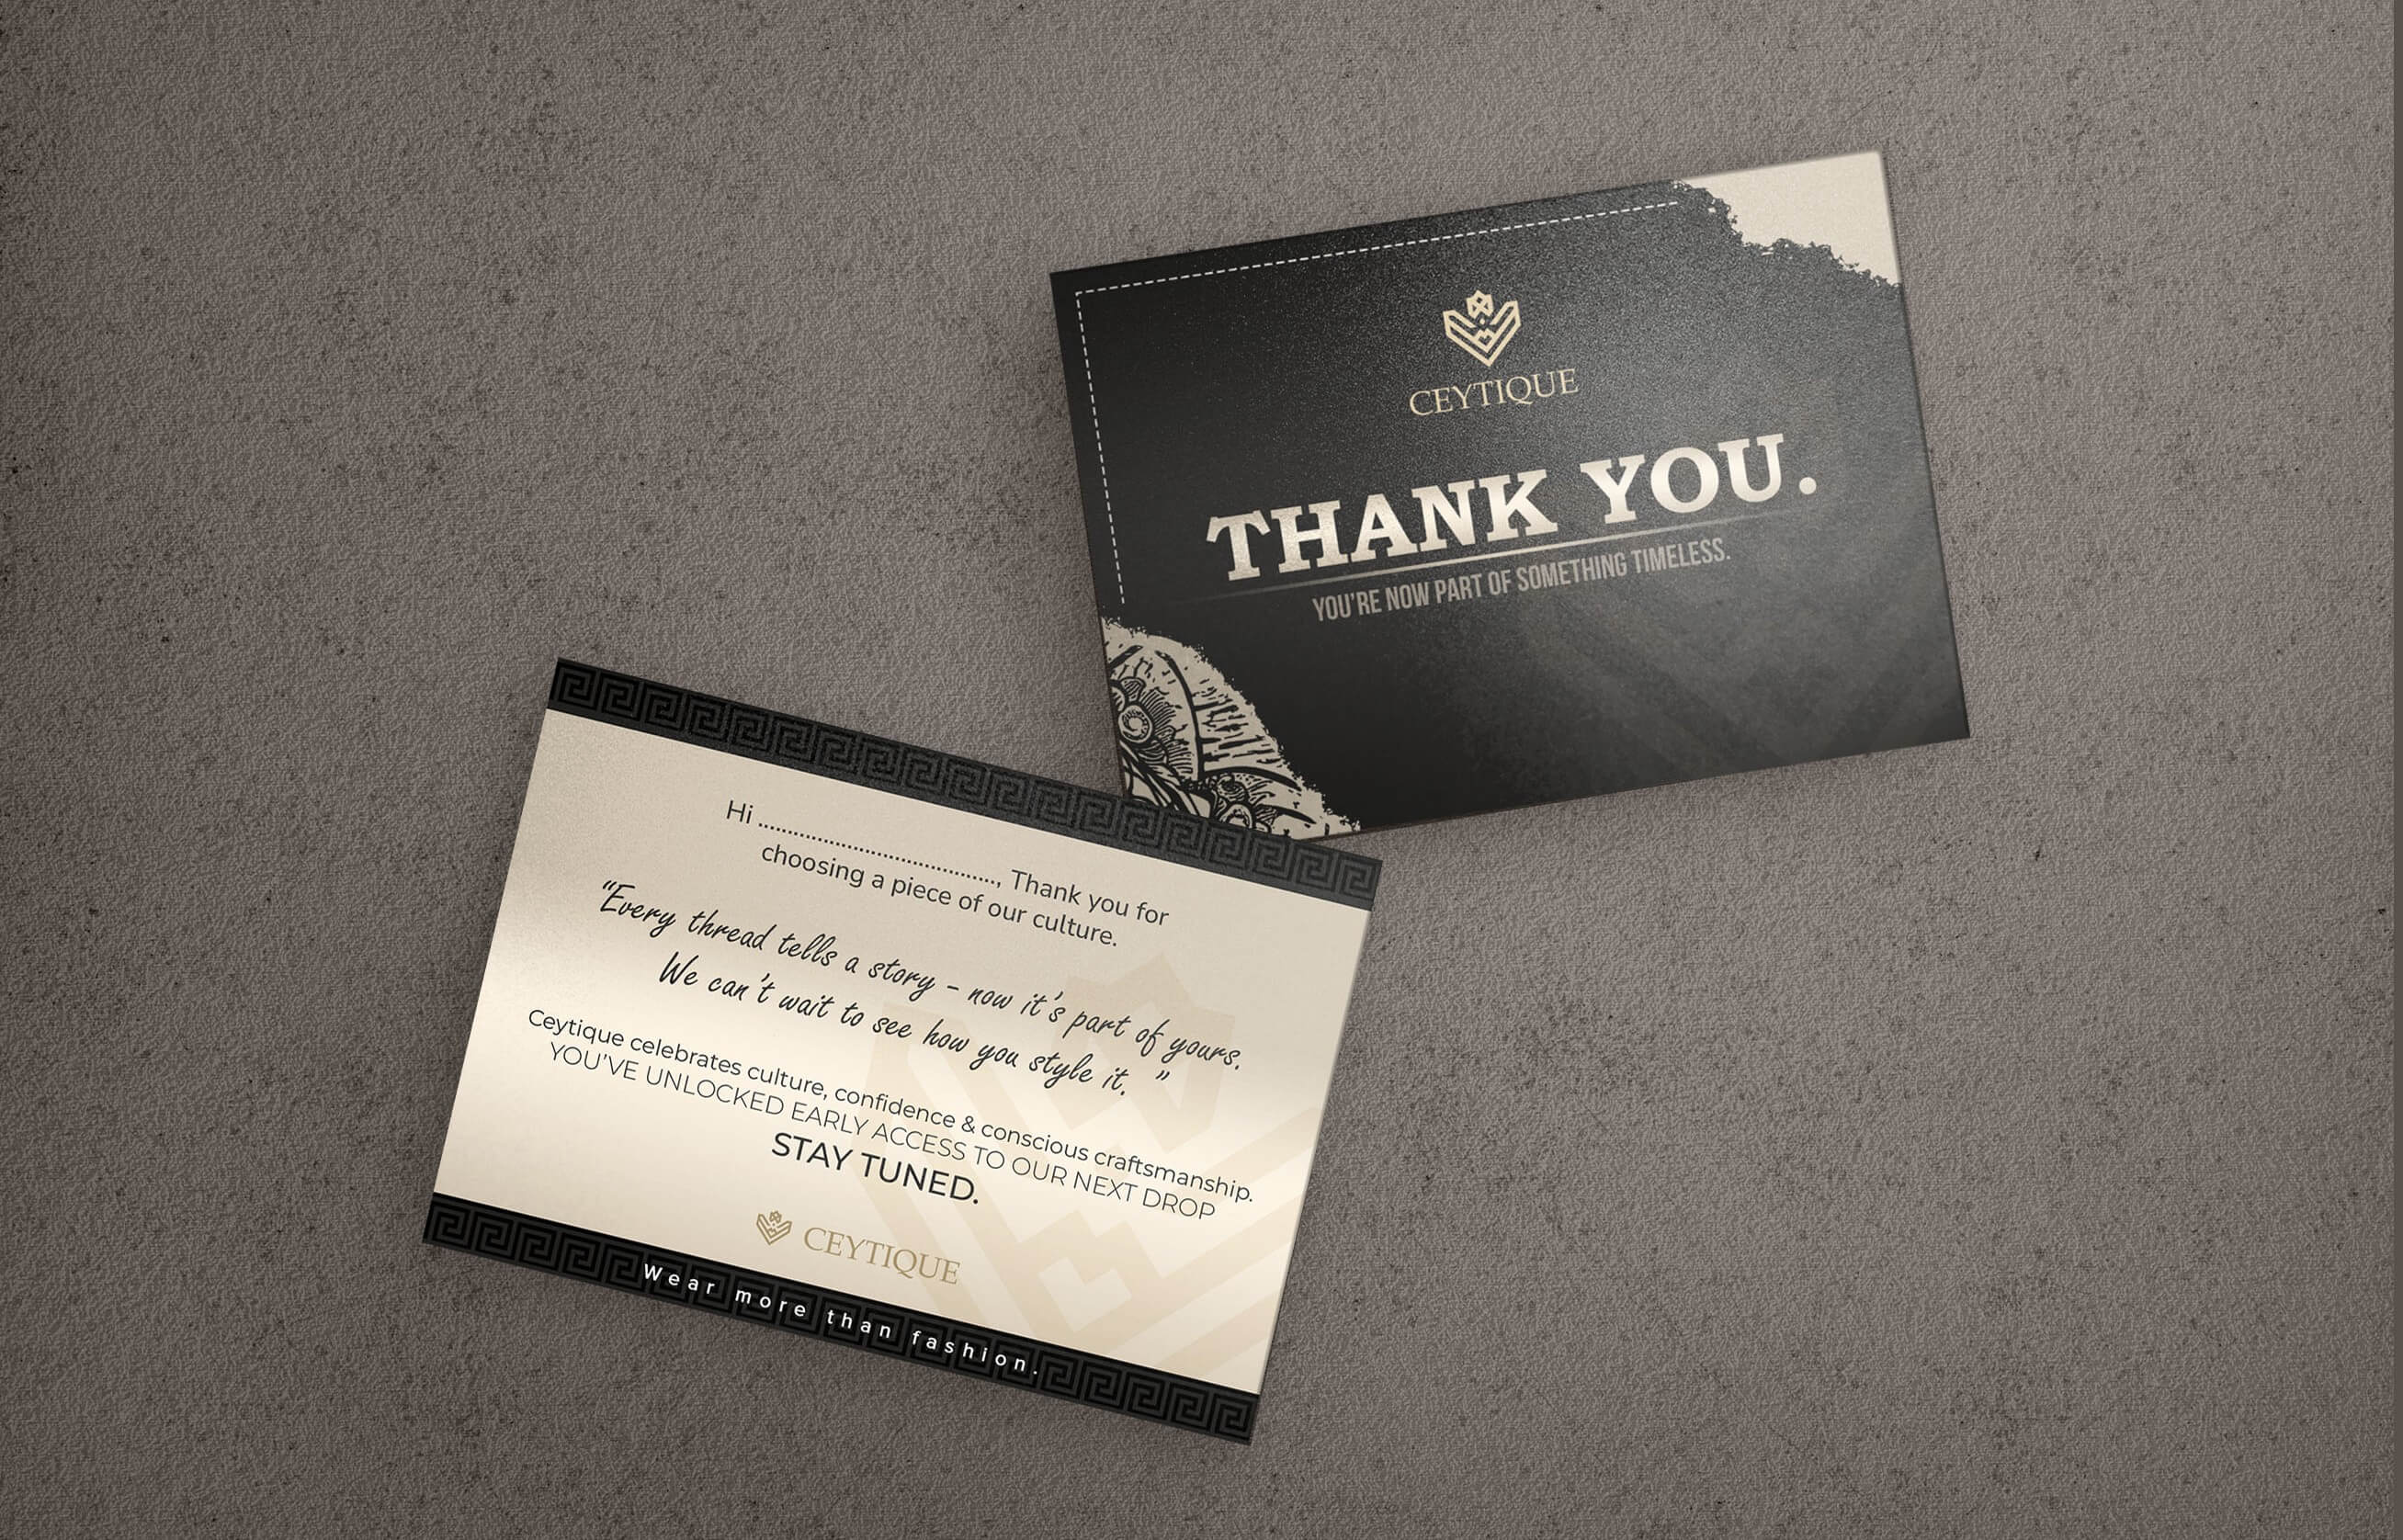 CEYTIQUE
THANK YOU.
YOU'RE NOW PART OF SOMETHING TIMELESS.
Hi ........................................, Thank you for
choosing a piece of our culture.
“Every thread tells a story - now it's part of yours.
We can't wait to see how you style it. ”
Ceytique celebrates culture, confidence & conscious craftsmanship.
YOU'VE UNLOCKED EARLY ACCESS TO OUR NEXT DROP
STAY TUNED.
CEYTIQUE
Wear more than fashion.